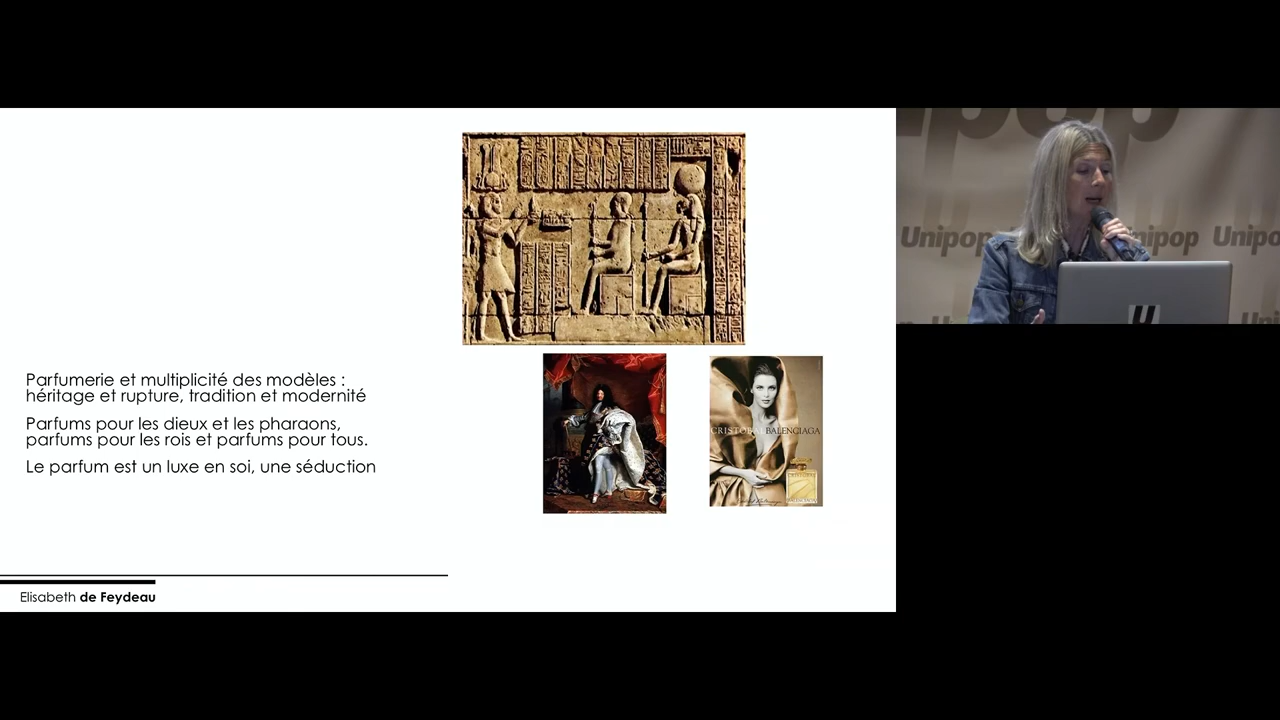 Parfumerie et multiplicité des modèles :
héritage et rupture, tradition et modernité
Parfums pour les dieux et les pharaons,
parfums pour les rois et parfums pour tous.
Le parfum est un luxe en soi, une séduction
Elisabeth de Feydeau
CRISTOBAL BALENCIAGA
Unipop
Unipop
Unipop